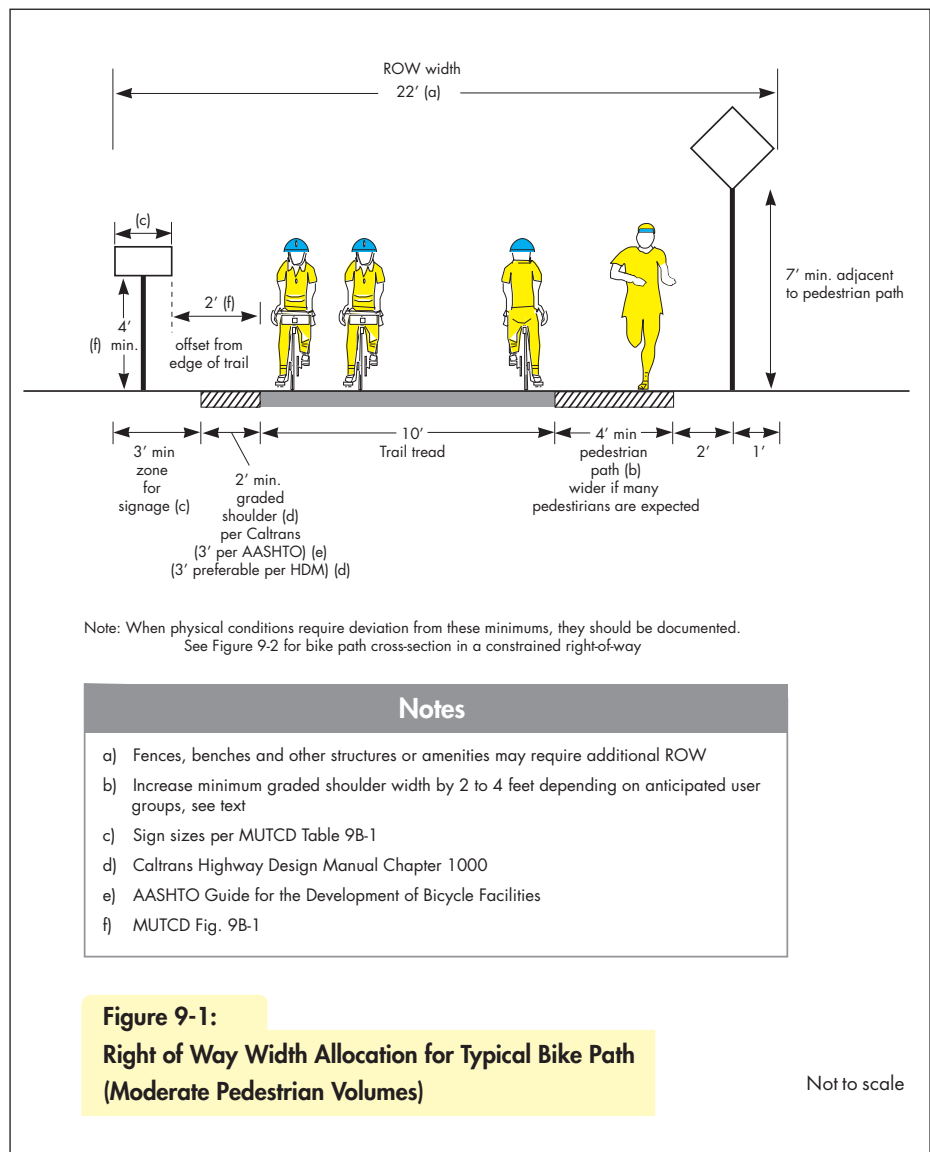 ROW width
22’ (a)
(c)
2’ (f)
offset from
edge of trail
4’
(f) min.
7’ min. adjacent
to pedestrian path
3’ min
zone
for
signage (c)
2’ min.
graded
shoulder (d)
per Caltrans
(3’ per AASHTO) (e)
(3’ preferable per HDM) (d)
10’
Trail tread
4’ min
pedestrian
path (b)
wider if many
pedestirians are expected
2’
1’
Note: When physical conditions require deviation from these minimums, they should be documented.
See Figure 9-2 for bike path cross-section in a constrained right-of-way
Notes
a) Fences, benches and other structures or amenities may require additional ROW
b) Increase minimum graded shoulder width by 2 to 4 feet depending on anticipated user
groups, see text
c) Sign sizes per MUTCD Table 9B-1
d) Caltrans Highway Design Manual Chapter 1000
e) AASHTO Guide for the Development of Bicycle Facilities
f) MUTCD Fig. 9B-1
Figure 9-1:
Right of Way Width Allocation for Typical Bike Path
(Moderate Pedestrian Volumes)
Not to scale